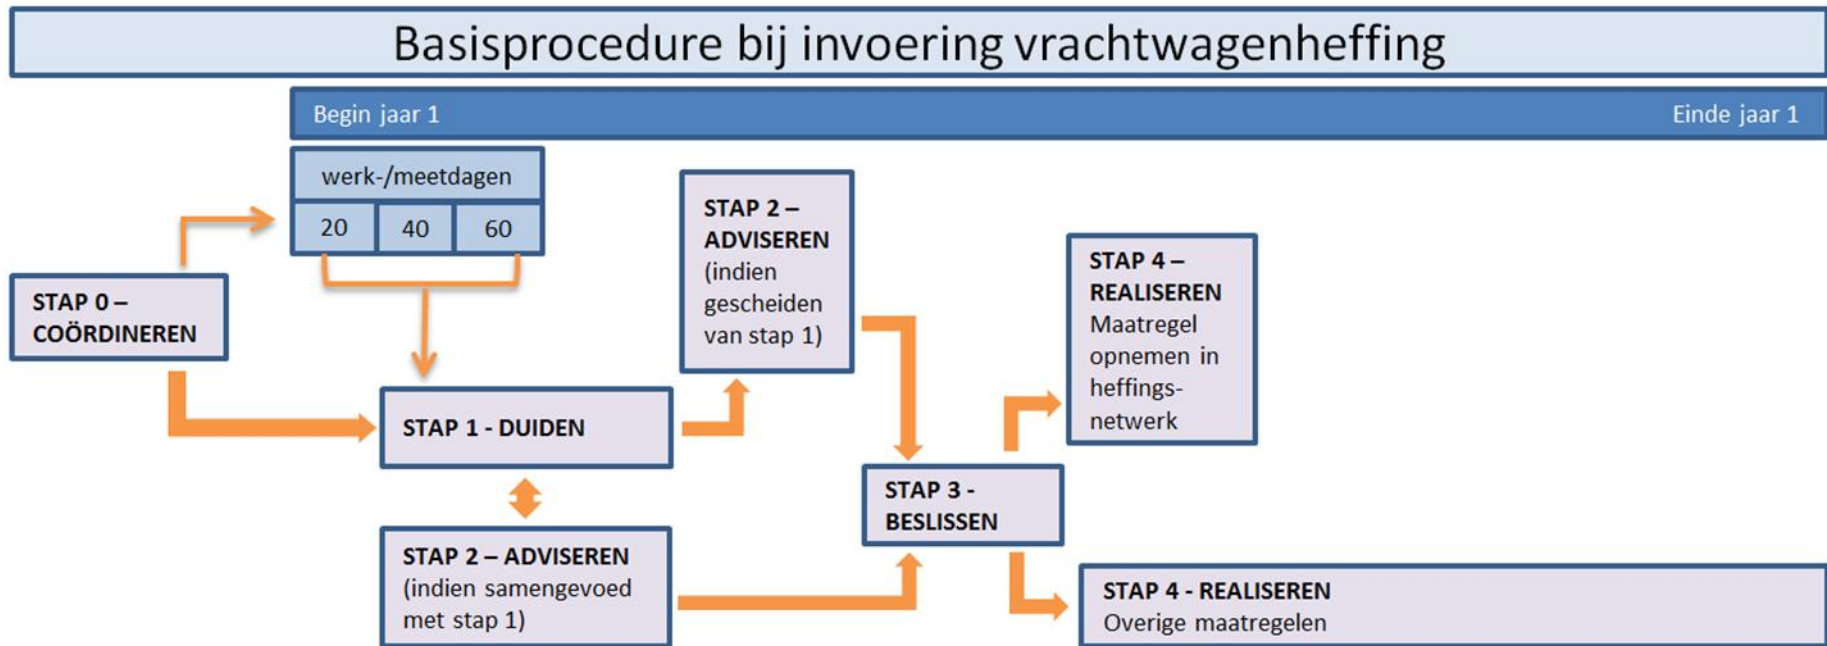 Basisprocedure bij invoering vrachtwagenheffing
Begin jaar 1
Einde jaar 1
werk-/meetdagen
20
40
60
STAP 0 –
COÖRDINEREN
STAP 1 - DUIDEN
STAP 2 – ADVISEREN
(indien samengevoed
met stap 1)
STAP 2 –
ADVISEREN
(indien
gescheiden
van stap 1)
STAP 3 -
BESLISSEN
STAP 4 –
REALISEREN
Maatregel
opnemen in
heffings-
netwerk
STAP 4 - REALISEREN
Overige maatregelen